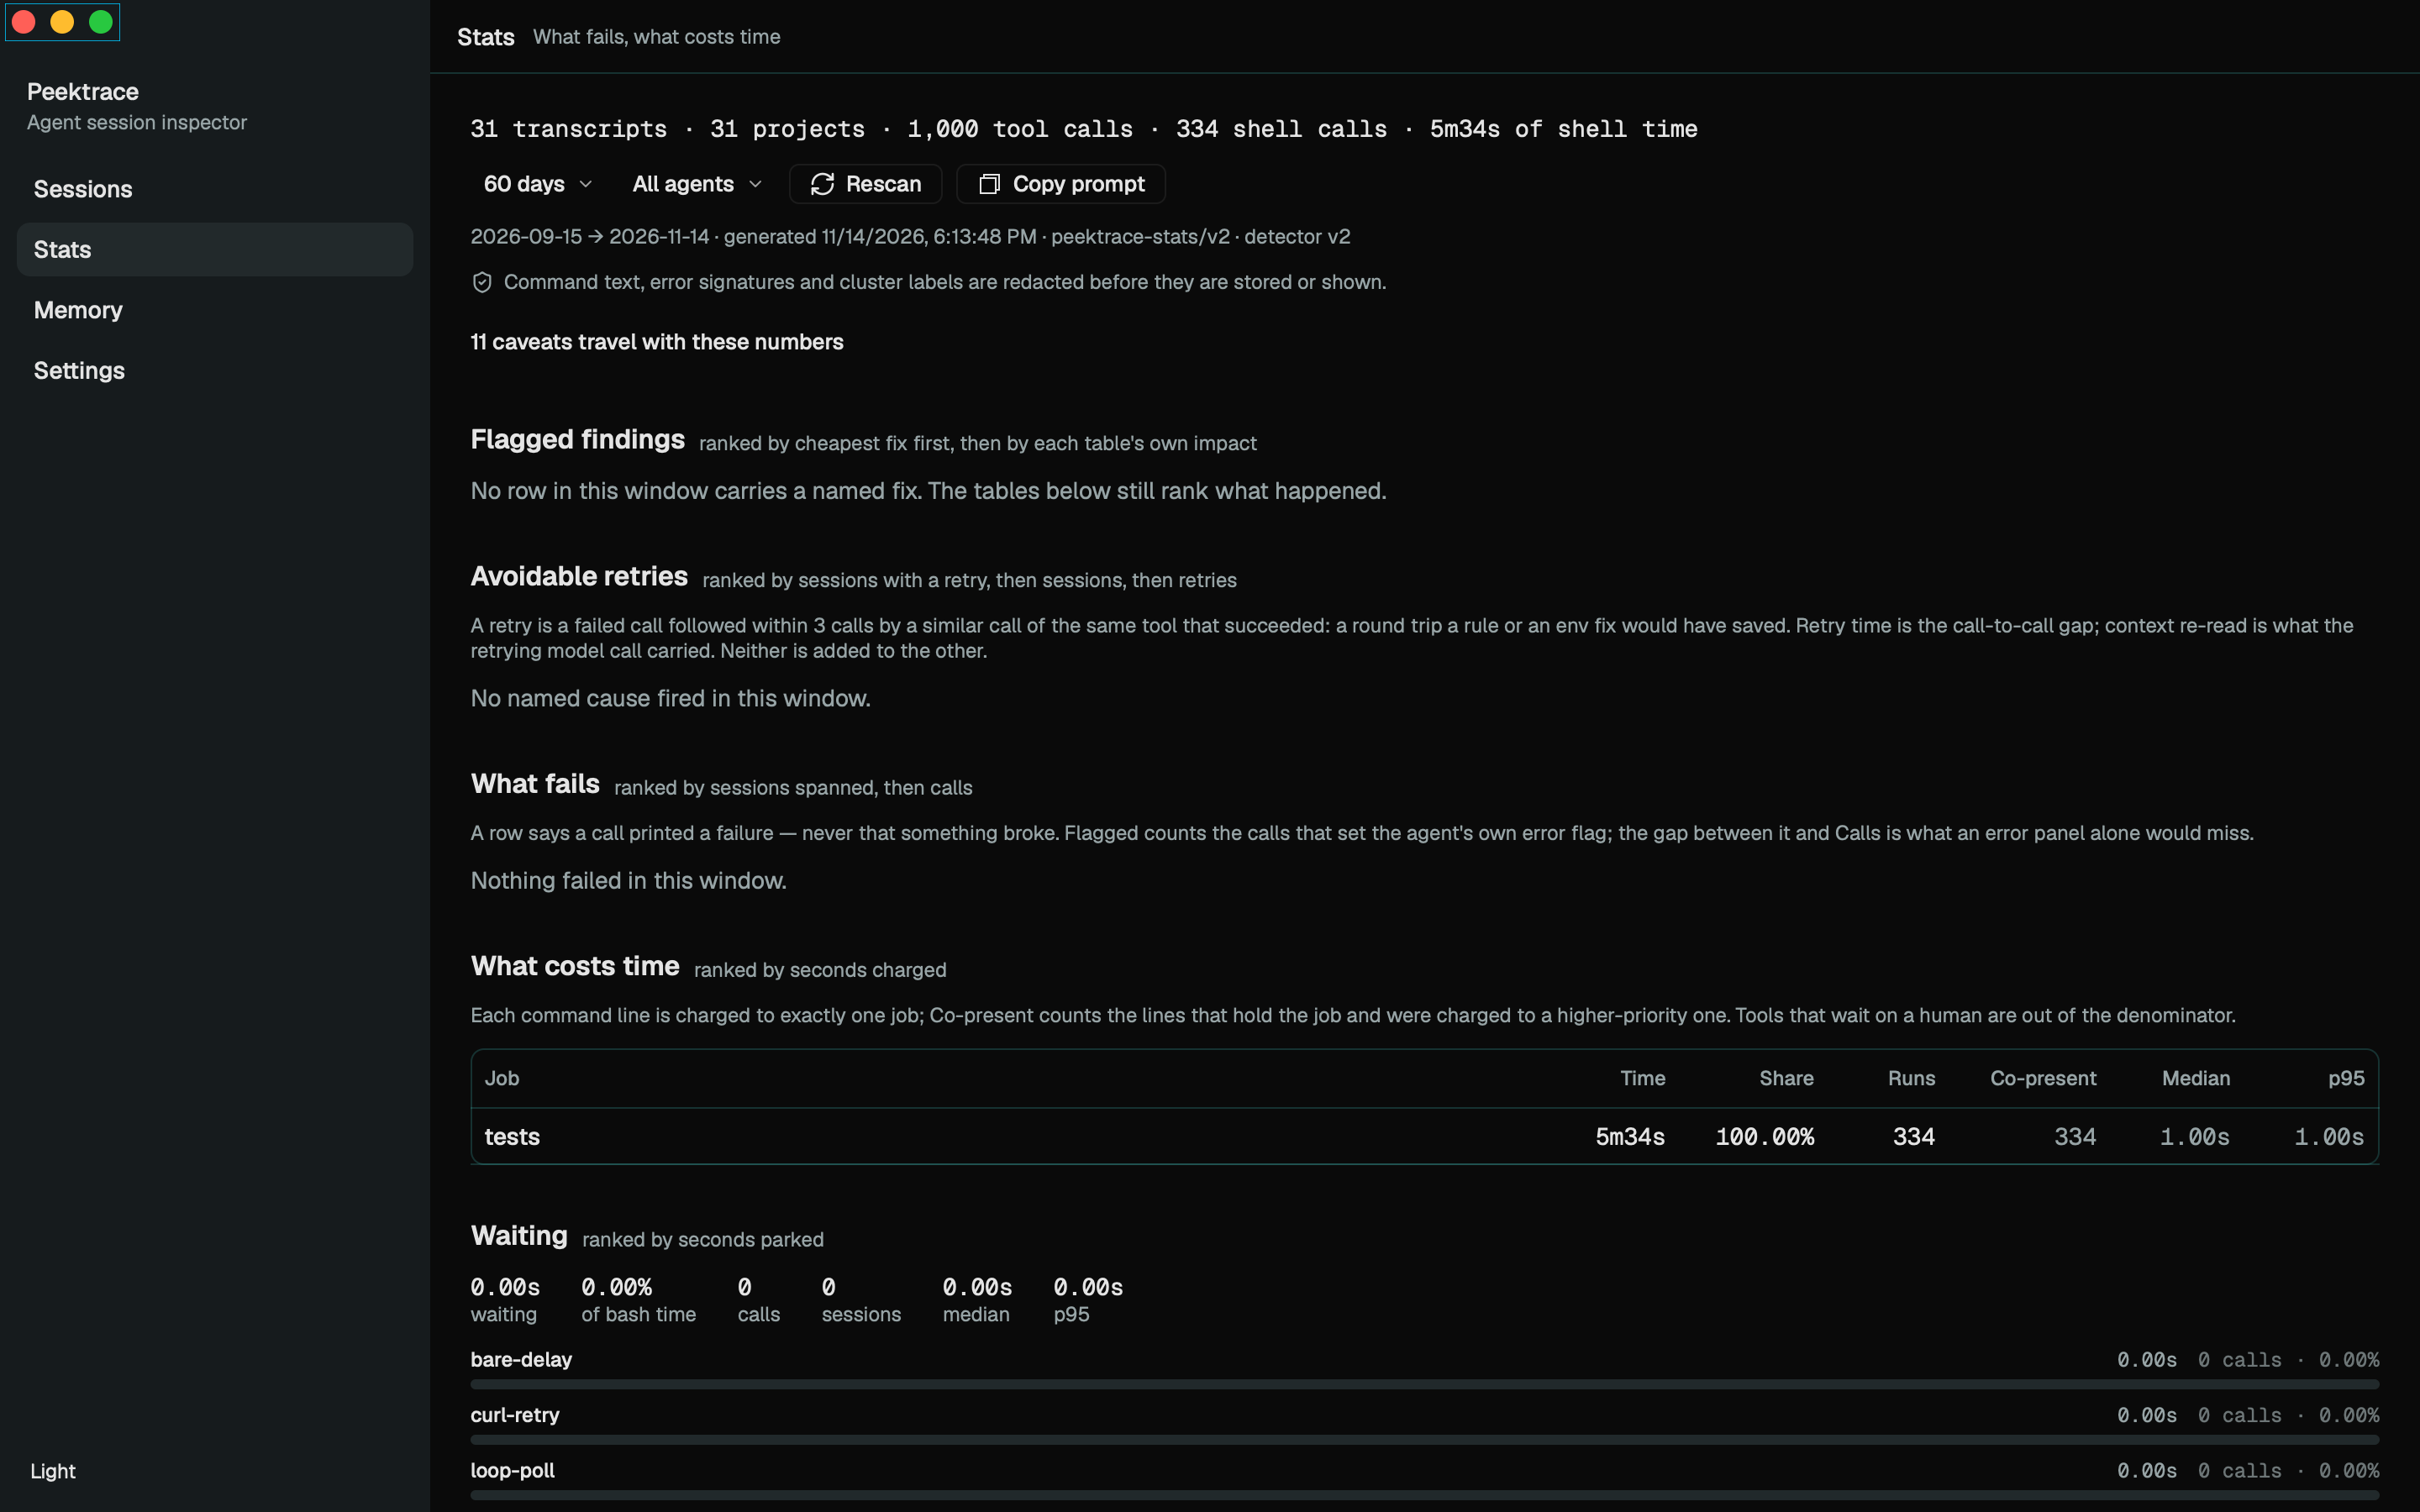 Peektrace
Agent session inspector
Sessions
Stats
Memory
Settings
Light
Stats What fails, what costs time
31 transcripts · 31 projects · 1,000 tool calls · 334 shell calls · 5m34s of shell time
60 days All agents Rescan Copy prompt
2026-09-15 → 2026-11-14 · generated 11/14/2026, 6:13:48 PM · peektrace-stats/v2 · detector v2
Command text, error signatures and cluster labels are redacted before they are stored or shown.
11 caveats travel with these numbers
Flagged findings ranked by cheapest fix first, then by each table's own impact
No row in this window carries a named fix. The tables below still rank what happened.
Avoidable retries ranked by sessions with a retry, then sessions, then retries
A retry is a failed call followed within 3 calls by a similar call of the same tool that succeeded: a round trip a rule or an env fix would have saved. Retry time is the call-to-call gap; context re-read is what the
retrying model call carried. Neither is added to the other.
No named cause fired in this window.
What fails ranked by sessions spanned, then calls
A row says a call printed a failure — never that something broke. Flagged counts the calls that set the agent's own error flag; the gap between it and Calls is what an error panel alone would miss.
Nothing failed in this window.
What costs time ranked by seconds charged
Each command line is charged to exactly one job; Co-present counts the lines that hold the job and were charged to a higher-priority one. Tools that wait on a human are out of the denominator.
Job Time Share Runs Co-present Median p95
tests 5m34s 100.00% 334 334 1.00s 1.00s
Waiting ranked by seconds parked
0.00s 0.00% 0 0 0.00s 0.00s
waiting of bash time calls sessions median p95
bare-delay 0.00s 0 calls · 0.00%
curl-retry 0.00s 0 calls · 0.00%
loop-poll 0.00s 0 calls · 0.00%